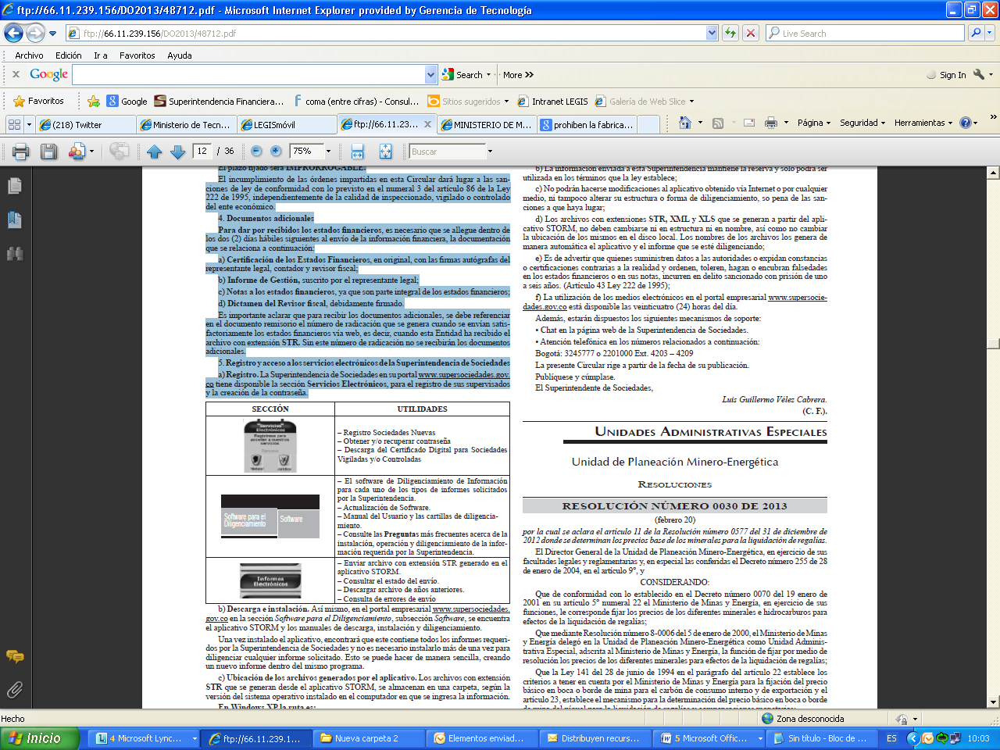 ftp://66.11.239.156/DO2013/48712.pdf - Microsoft Internet Explorer provided by Gerencia de Tecnología
ftp://66.11.239.156/DO2013/48712.pdf
Live Search
Archivo Edición Ir a Favoritos Ayuda
Google Search More >> Sign In
Favoritos Google Superintendencia Financiera... coma (entre cifras) - Consul... Sitios sugeridos Intranet LEGIS Galería de Web Slice
(218) Twitter Ministerio de Tecn... LEGISmóvil ftp://66.11.23... MINISTERIO DE M... prohiben la fabrica... Página Seguridad Herramientas
12 / 36 75% Buscar
El plazo fijado será IMPRORROGABLE.
El incumplimiento de las órdenes impartidas en esta Circular dará lugar a las san-
ciones de ley de conformidad con lo previsto en el numeral 3 del artículo 86 de la Ley
222 de 1995, independientemente de la calidad de inspeccionado, vigilado o controlado
del ente económico.
4. Documentos adicionales
Para dar por recibidos los estados financieros, es necesario que se allegue dentro de
los dos (2) días hábiles siguientes al envío de la información financiera, la documentación
que se relaciona a continuación:
a) Certificación de los Estados Financieros, en original, con las firmas autógrafas del
representante legal, contador y revisor fiscal;
b) Informe de Gestión, suscrito por el representante legal;
c) Notas a los estados financieros, ya que son parte integral de los estados financieros;
d) Dictamen del Revisor fiscal, debidamente firmado.
Es importante aclarar que para recibir los documentos adicionales, se debe referenciar
en el documento remisorio el número de radicación que se genera cuando se envían satis-
factoriamente los estados financieros vía web, es decir, cuando esta Entidad ha recibido el
archivo con extensión STR. Sin este número de radicación no se recibirán los documentos
adicionales.
5. Registro y acceso a los servicios electrónicos de la Superintendencia de Sociedades
a) Registro. La Superintendencia de Sociedades en su portal www.supersociedades.gov.
co tiene disponible la sección Servicios Electrónicos, para el registro de sus supervisados
y la creación de la contraseña.
SECCIÓN UTILIDADES
Servicios
Electrónicos
Regístrese para
acceder a nuestros
servicios
– Registro Sociedades Nuevas
– Obtener y/o recuperar contraseña
– Descarga del Certificado Digital para Sociedades
Vigiladas y/o Controladas
Software para el
Diligenciamiento
Software
– El software de Diligenciamiento de Información
para cada uno de los tipos de informes solicitados
por la Superintendencia.
– Actualización de Software.
– Manual del Usuario y las cartillas de diligencia-
miento.
– Consulte las Preguntas más frecuentes acerca de la
instalación, operación y diligenciamiento de la infor-
mación requerida por la Superintendencia.
Informes
Electrónicos
– Enviar archivo con extensión STR generado en el
aplicativo STORM.
– Consultar el estado del envío.
– Descargar archivo de años anteriores.
– Consulta de errores de envío
b) Descarga e instalación. Así mismo, en el portal empresarial www.supersociedades.
gov.co en la sección Software para el Diligenciamiento, subsección Software, se encuentra
el aplicativo STORM y los manuales de descarga, instalación y diligenciamiento.
Una vez instalado el aplicativo, encontrará que este contiene todos los informes requeri-
dos por la Superintendencia de Sociedades y no es necesario instalarlo más de una vez para
diligenciar cualquier informe solicitado. Esto se puede hacer de manera sencilla, creando
un nuevo informe dentro del mismo programa.
c) Ubicación de los archivos generados por el aplicativo. Los archivos con extensión
STR que se generan desde el aplicativo STORM, se almacenan en una carpeta, según la
versión del sistema operativo instalado en el computador en que se ingresa la información.
En Windows XP la ruta es:
b) La información enviada a esta Superintendencia mantiene la reserva y solo podrá ser
utilizada en los términos que la ley establece;
c) No podrán hacerse modificaciones al aplicativo obtenido vía Internet o por cualquier
medio, ni tampoco alterar su estructura o forma de diligenciamiento, so pena de las san-
ciones a que haya lugar;
d) Los archivos con extensiones STR, XML y XLS que se generan a partir del apli-
cativo STORM, no deben cambiarse ni en estructura ni en nombre, así como no cambiar
la ubicación de los mismos en el disco local. Los nombres de los archivos los genera de
manera automática el aplicativo y el informe que se esté diligenciando;
e) Es de advertir que quienes suministren datos a las autoridades o expidan constancias
o certificaciones contrarias a la realidad y ordenen, toleren, hagan o encubran falsedades
en los estados financieros o en sus notas, incurren en delito sancionado con prisión de uno
a seis años. (Artículo 43 Ley 222 de 1995);
f) La utilización de los medios electrónicos en el portal empresarial www.supersocie-
dades.gov.co está disponible las veinticuatro (24) horas del día.
Además, estarán dispuestos los siguientes mecanismos de soporte:
• Chat en la página web de la Superintendencia de Sociedades.
• Atención telefónica en los números relacionados a continuación:
Bogotá: 3245777 o 2201000 Ext. 4203 – 4209
La presente Circular rige a partir de la fecha de su publicación.
Publíquese y cúmplase.
El Superintendente de Sociedades,
Luis Guillermo Vélez Cabrera.
(C. F.).
UNIDADES ADMINISTRATIVAS ESPECIALES
Unidad de Planeación Minero-Energética
RESOLUCIONES
RESOLUCIÓN NÚMERO 0030 DE 2013
(febrero 20)
por la cual se aclara el artículo 11 de la Resolución número 0577 del 31 de diciembre de
2012 donde se determinan los precios base de los minerales para la liquidación de regalías.
El Director General de la Unidad de Planeación Minero-Energética, en ejercicio de sus
facultades legales y reglamentarias y, en especial las conferidas el Decreto número 255 de 28
de enero de 2004, en el artículo 9°, y
CONSIDERANDO:
Que de conformidad con lo establecido en el Decreto número 0070 del 19 enero de
2001 en su artículo 5° numeral 22 el Ministerio de Minas y Energía, en ejercicio de sus
funciones, le corresponde fijar los precios de los diferentes minerales e hidrocarburos para
efectos de la liquidación de regalías;
Que mediante Resolución número 8-0006 del 5 de enero de 2000, el Ministerio de Minas
y Energía delegó en la Unidad de Planeación Minero-Energética como Unidad Adminis-
trativa Especial, adscrita al Ministerio de Minas y Energía, la función de fijar por medio de
resolución los precios de los diferentes minerales para efectos de la liquidación de regalías;
Que la Ley 141 del 28 de junio de 1994 en el parágrafo del artículo 22 establece los
criterios a tener en cuenta por el Ministerio de Minas y Energía para la fijación del precio
básico en boca o borde de mina para el carbón de consumo interno y de exportación y el
artículo 23, establece el mecanismo para la determinación del precio básico en boca o borde
Hecho Zona desconocida
Inicio 4 Microsoft Lync... ftp://66.11.239.1... Nueva carpeta 2 Elementos enviad... Distribuyen recurs... 5 Microsoft Offic... Sin título - Bloc de ... ES 10:03